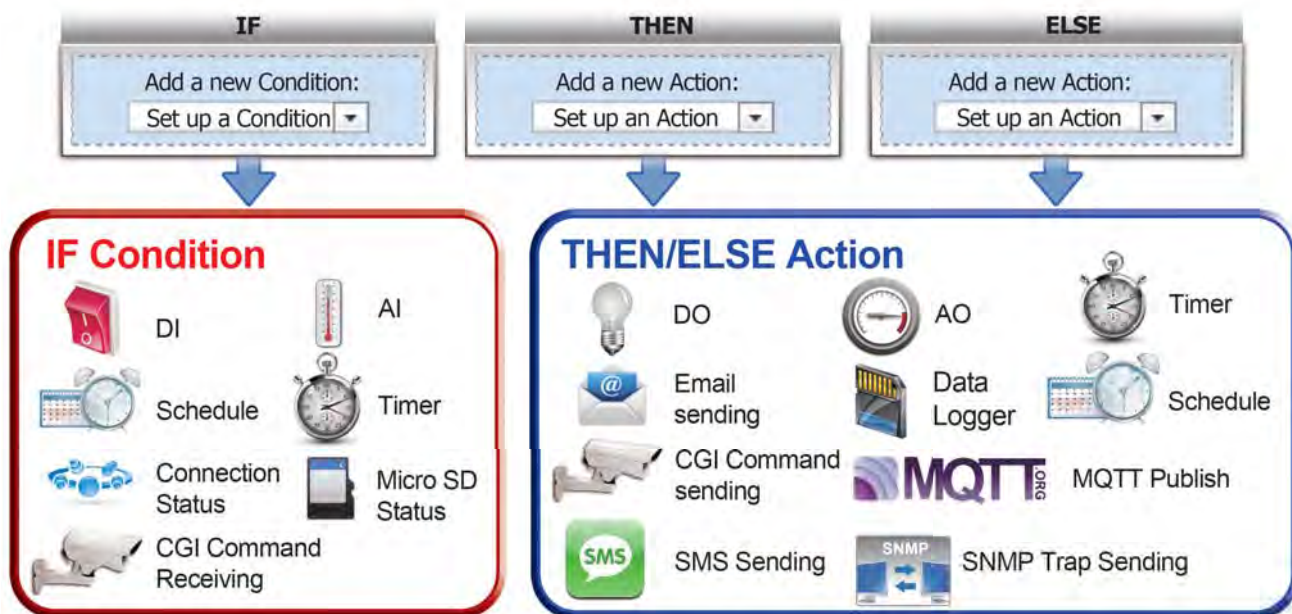 IF
THEN
ELSE
Add a new Condition:
Set up a Condition
Add a new Action:
Set up an Action
Add a new Action:
Set up an Action
IF Condition
DI
AI
Schedule
Timer
Connection
Status
Micro SD
Status
CGI Command
Receiving
THEN/ELSE Action
DO
AO
Timer
@
Email
sending
Data
Logger
Schedule
CGI Command
sending
MQTT.ORG
MQTT Publish
SMS
SMS Sending
SNMP
SNMP Trap Sending